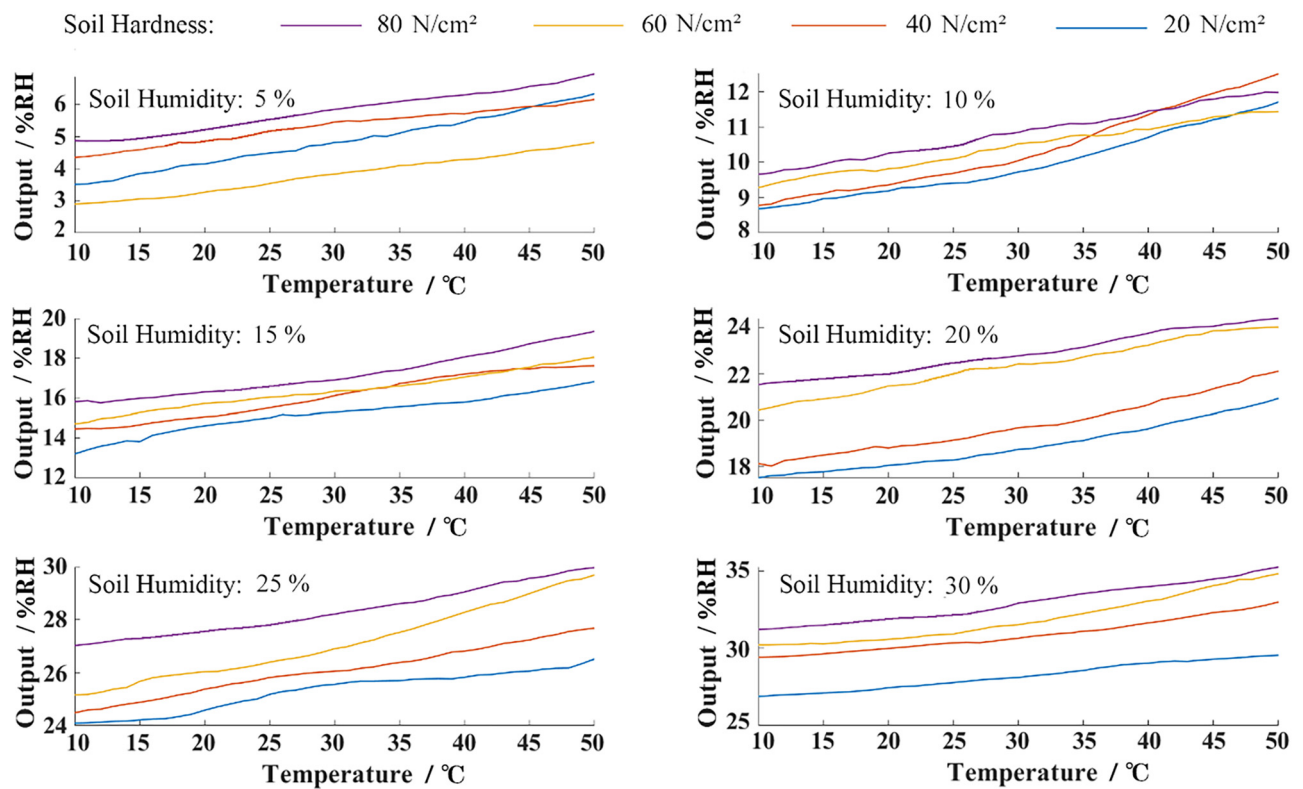 Soil Hardness: 80 N/cm² 60 N/cm² 40 N/cm² 20 N/cm²
Soil Humidity: 5 %
Output / %RH
6
5
4
3
2
10 15 20 25 30 35 40 45 50
Temperature / ℃
Soil Humidity: 10 %
Output / %RH
12
11
10
9
8
10 15 20 25 30 35 40 45 50
Temperature / ℃
Soil Humidity: 15 %
Output / %RH
20
18
16
14
12
10 15 20 25 30 35 40 45 50
Temperature / ℃
Soil Humidity: 20 %
Output / %RH
24
22
20
18
10 15 20 25 30 35 40 45 50
Temperature / ℃
Soil Humidity: 25 %
Output / %RH
30
28
26
24
10 15 20 25 30 35 40 45 50
Temperature / ℃
Soil Humidity: 30 %
Output / %RH
35
30
25
10 15 20 25 30 35 40 45 50
Temperature / ℃